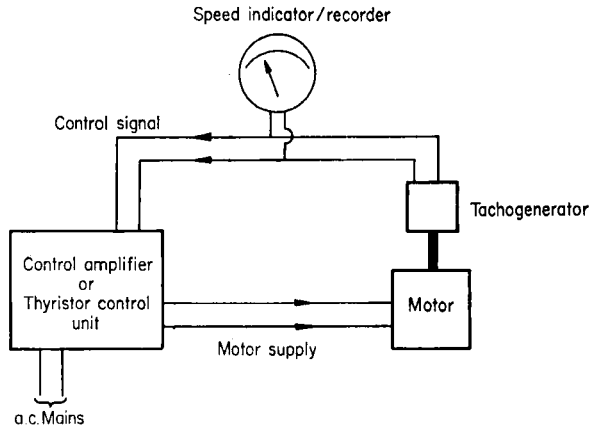 Speed indicator/recorder
Control signal
Tachogenerator
Control amplifier
or
Thyristor control
unit
Motor
Motor supply
a.c.Mains